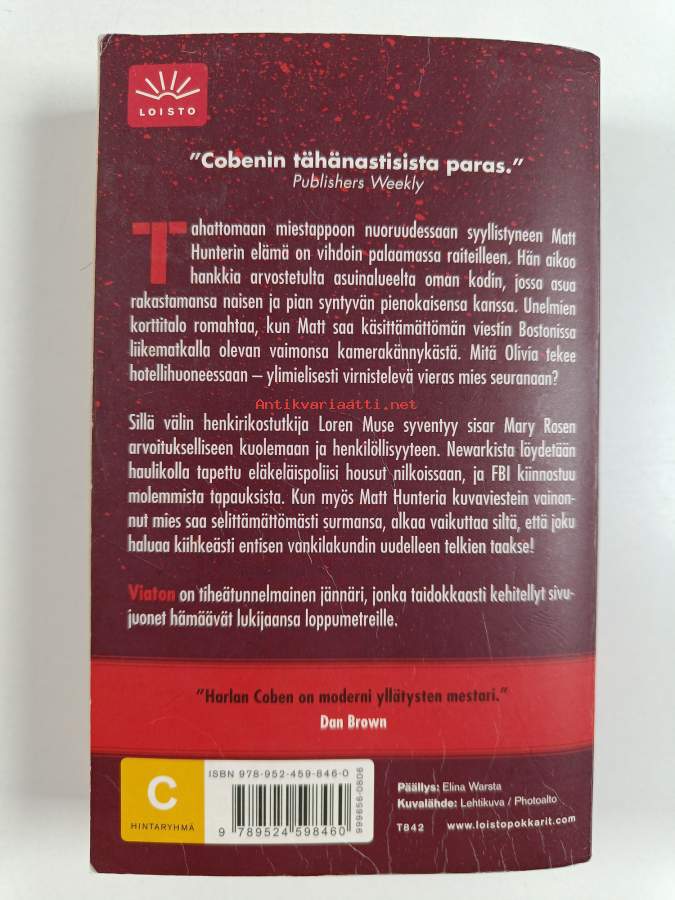 LOISTO
"Cobenin tähänastisista paras."
Publishers Weekly
Tahattomaan miestappoon nuoruudessaan syyllistyneen Matt
Hunterin elämä on vihdoin palaamassa raiteilleen. Hän aikoo
hankkia arvostetulta asuinalueelta oman kodin, jossa asua
rakastamansa naisen ja pian syntyvän pienokaisensa kanssa. Unelmien
korttitalo romahtaa, kun Matt saa käsittämättömän viestin Bostonissa
liikematkalla olevan vaimonsa kamerakännykästä. Mitä Olivia tekee
hotellihuoneessaan – ylimielisesti virnistelevä vieras mies seuranaan?
Antikvariaatti.net
Sillä välin henkirikostutkija Loren Muse syventyy sisar Mary Rosen
arvoitukselliseen kuolemaan ja henkilöllisyyteen. Newarkista löydetään
haulikolla tapettu eläkeläispoliisi housut nilkoissaan, ja FBI kiinnostuu
molemmista tapauksista. Kun myös Matt Hunteria kuvaviestein vainon-
nut mies saa selittämättömästi surmansa, alkaa vaikuttaa siltä, että joku
haluaa kiihkeästi entisen vankilakundin uudelleen telkien taakse!
Viaton on tiheätunnelmainen jännäri, jonka taidokkaasti kehitellyt sivu-
juonet hämäävät lukijaansa loppumetreille.
"Harlan Coben on moderni yllätysten mestari."
Dan Brown
C
HINTARYHMÄ
ISBN 978-952-459-846-0
9 789524 598460
999656-0806
Päällys: Elina Warsta
Kuvalähde: Lehtikuva / Photoalto
T842 www.loistopokkarit.com